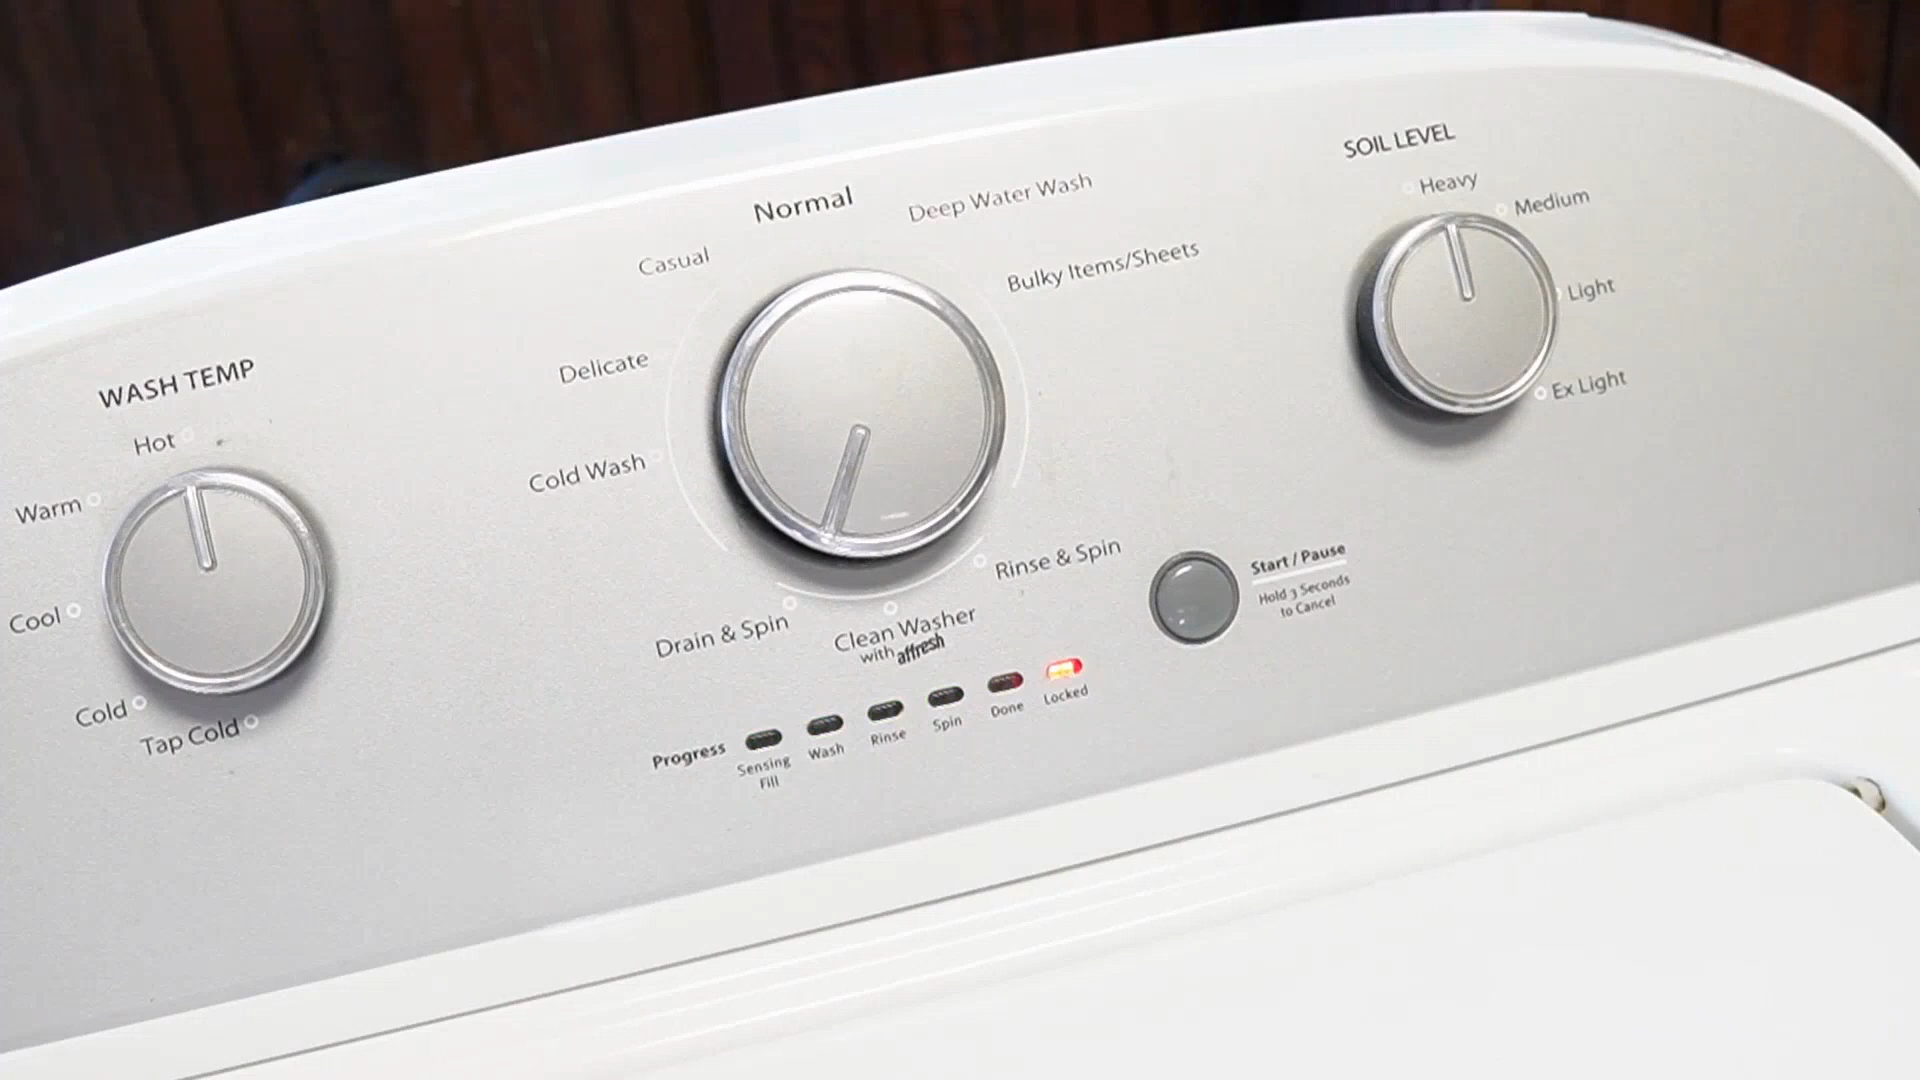 SOIL LEVEL
Heavy
Medium
Light
Ex Light
Normal
Deep Water Wash
Casual
Bulky Items/Sheets
Delicate
Cold Wash
Rinse & Spin
Drain & Spin
Clean Washer
with affresh
WASH TEMP
Hot
Warm
Cool
Cold
Tap Cold
Start / Pause
Hold 3 Seconds
to Cancel
Progress
Sensing
Fill
Wash
Rinse
Spin
Done
Locked